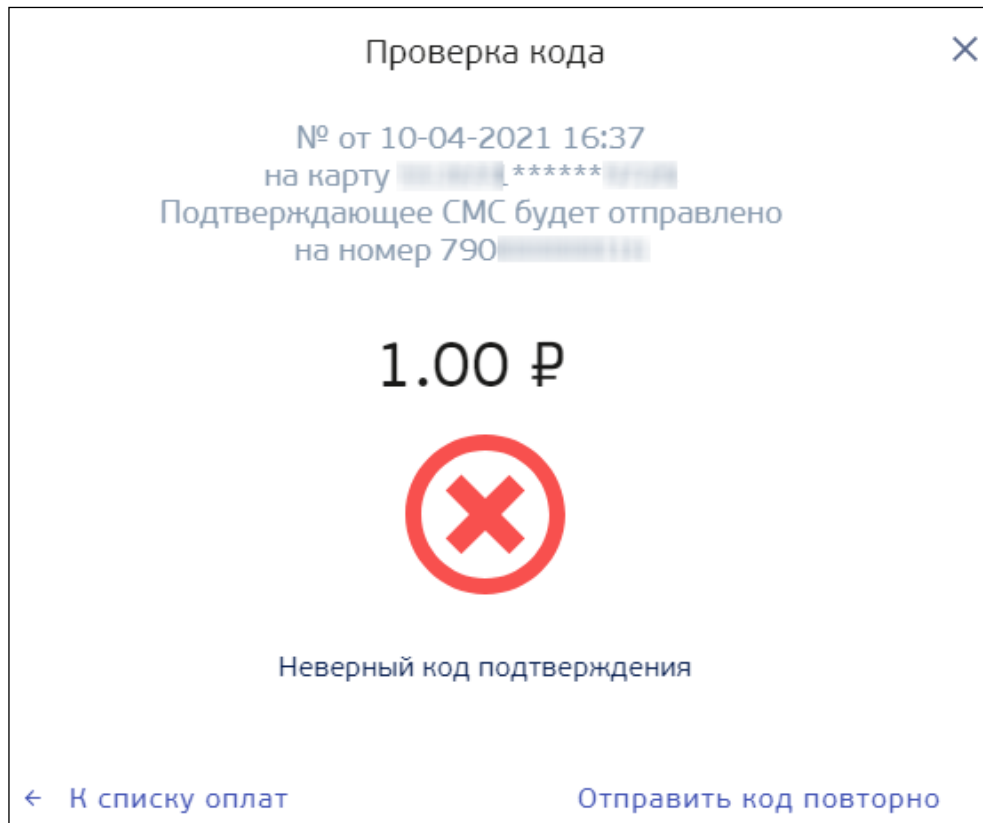 Проверка кода
№ от 10-04-2021 16:37
на карту ******
Подтверждающее СМС будет отправлено
на номер 790
1.00 ₽
Неверный код подтверждения
← К списку оплат
Отправить код повторно